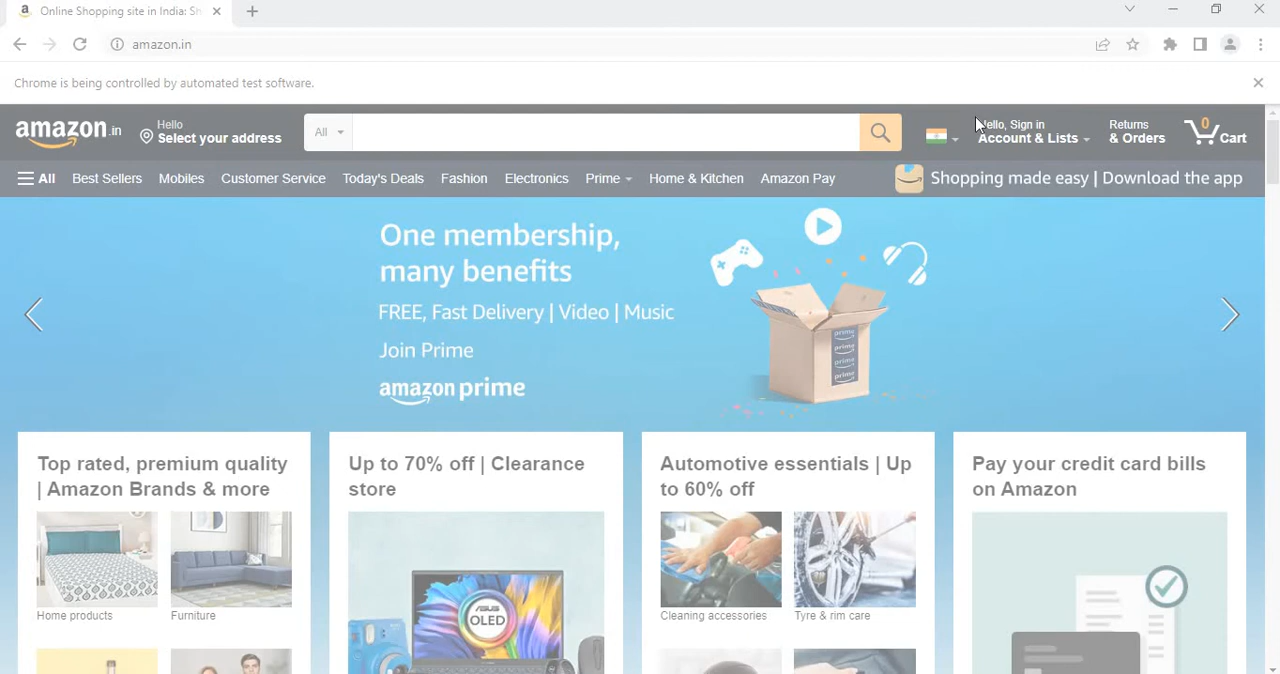 Online Shopping site in India: Sh
amazon.in
Chrome is being controlled by automated test software.
amazon.in
Hello
Select your address
All
Hello, Sign in
Account & Lists
Returns
& Orders
0
Cart
All Best Sellers Mobiles Customer Service Today's Deals Fashion Electronics Prime Home & Kitchen Amazon Pay
Shopping made easy | Download the app
One membership,
many benefits
FREE, Fast Delivery | Video | Music
Join Prime
amazon prime
prime
prime
prime
prime
Top rated, premium quality
| Amazon Brands & more
Home products
Furniture
Up to 70% off | Clearance
store
ASUS
OLED
Automotive essentials | Up
to 60% off
Cleaning accessories
Tyre & rim care
Pay your credit card bills
on Amazon